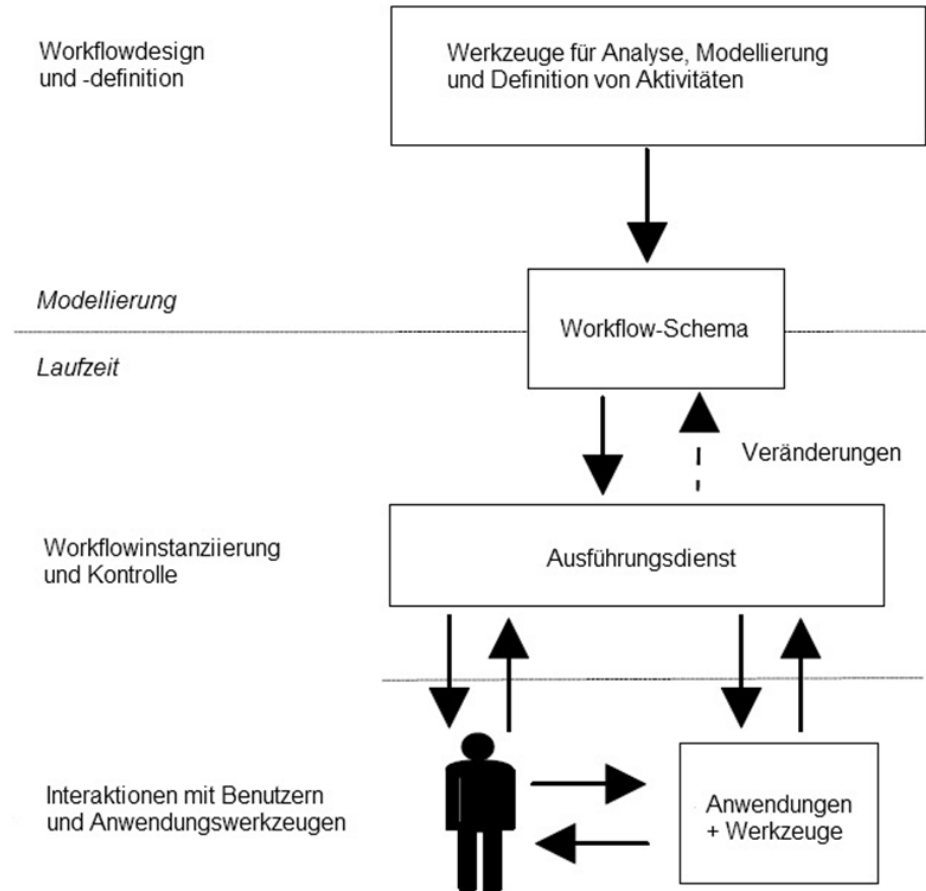 Workflowdesign
und -definition
Werkzeuge für Analyse, Modellierung
und Definition von Aktivitäten
Modellierung
Workflow-Schema
Laufzeit
Veränderungen
Workflowinstanziierung
und Kontrolle
Ausführungsdienst
Interaktionen mit Benutzern
und Anwendungswerkzeugen
Anwendungen
+ Werkzeuge